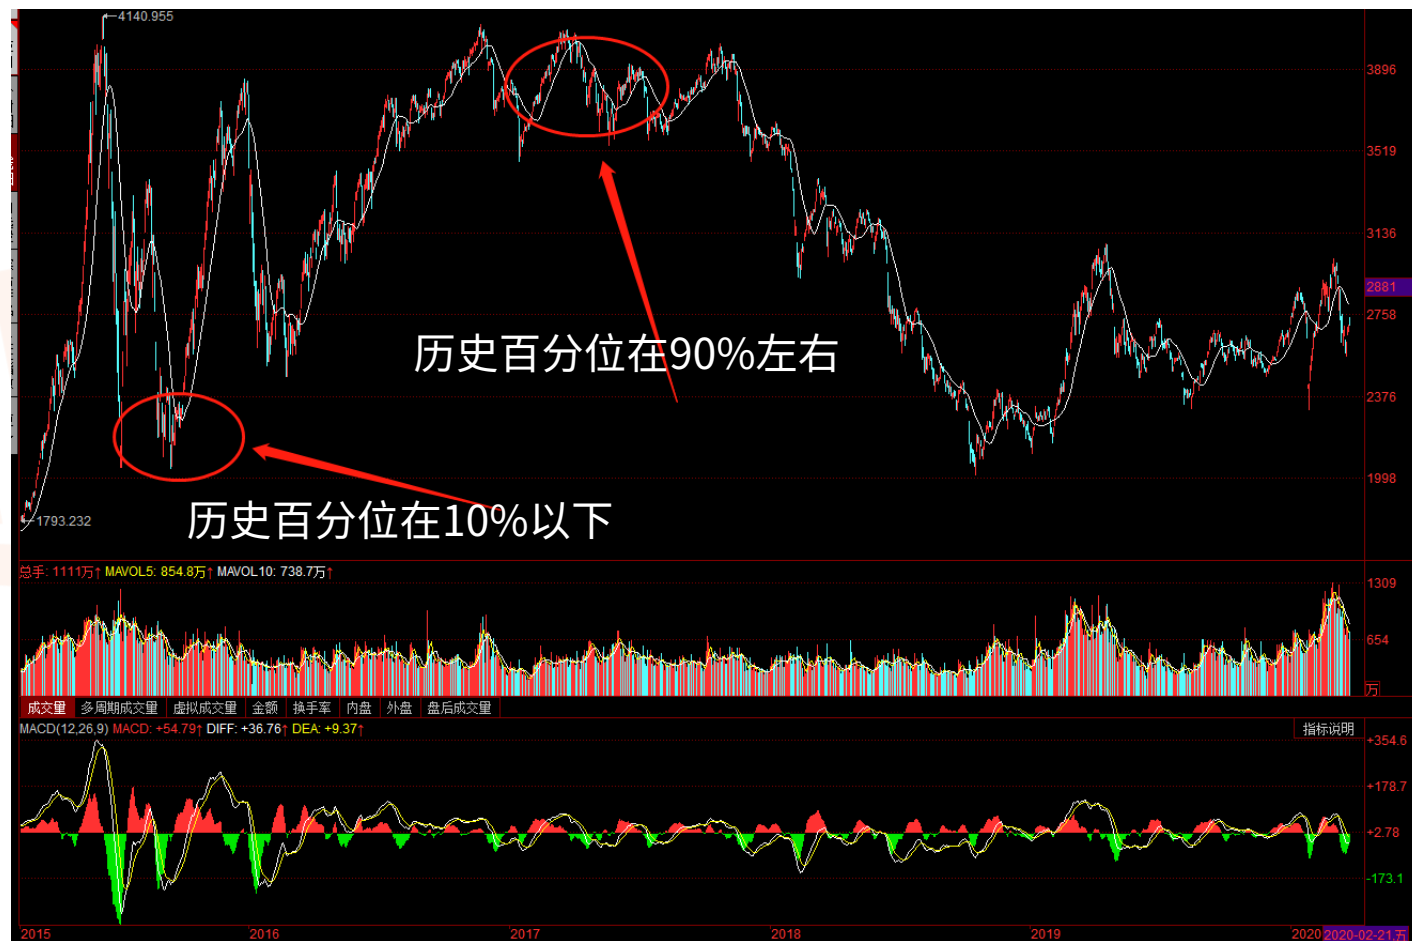 4140.955
3896
3519
3136
2881
2758
历史百分位在90%左右
2376
1998
历史百分位在10%以下
1793.232
总手: 1111万↑ MAVOL5: 854.8万↑ MAVOL10: 738.7万↑
1309
654
万
成交量 多周期成交量 虚拟成交量 金额 换手率 内盘 外盘 盘后成交量
MACD(12,26,9) MACD: +54.79↑ DIFF: +36.76↑ DEA: +9.37↑
指标说明
+354.6
+178.7
+2.78
-173.1
2015 2016 2017 2018 2019 2020 2020-02-21,五